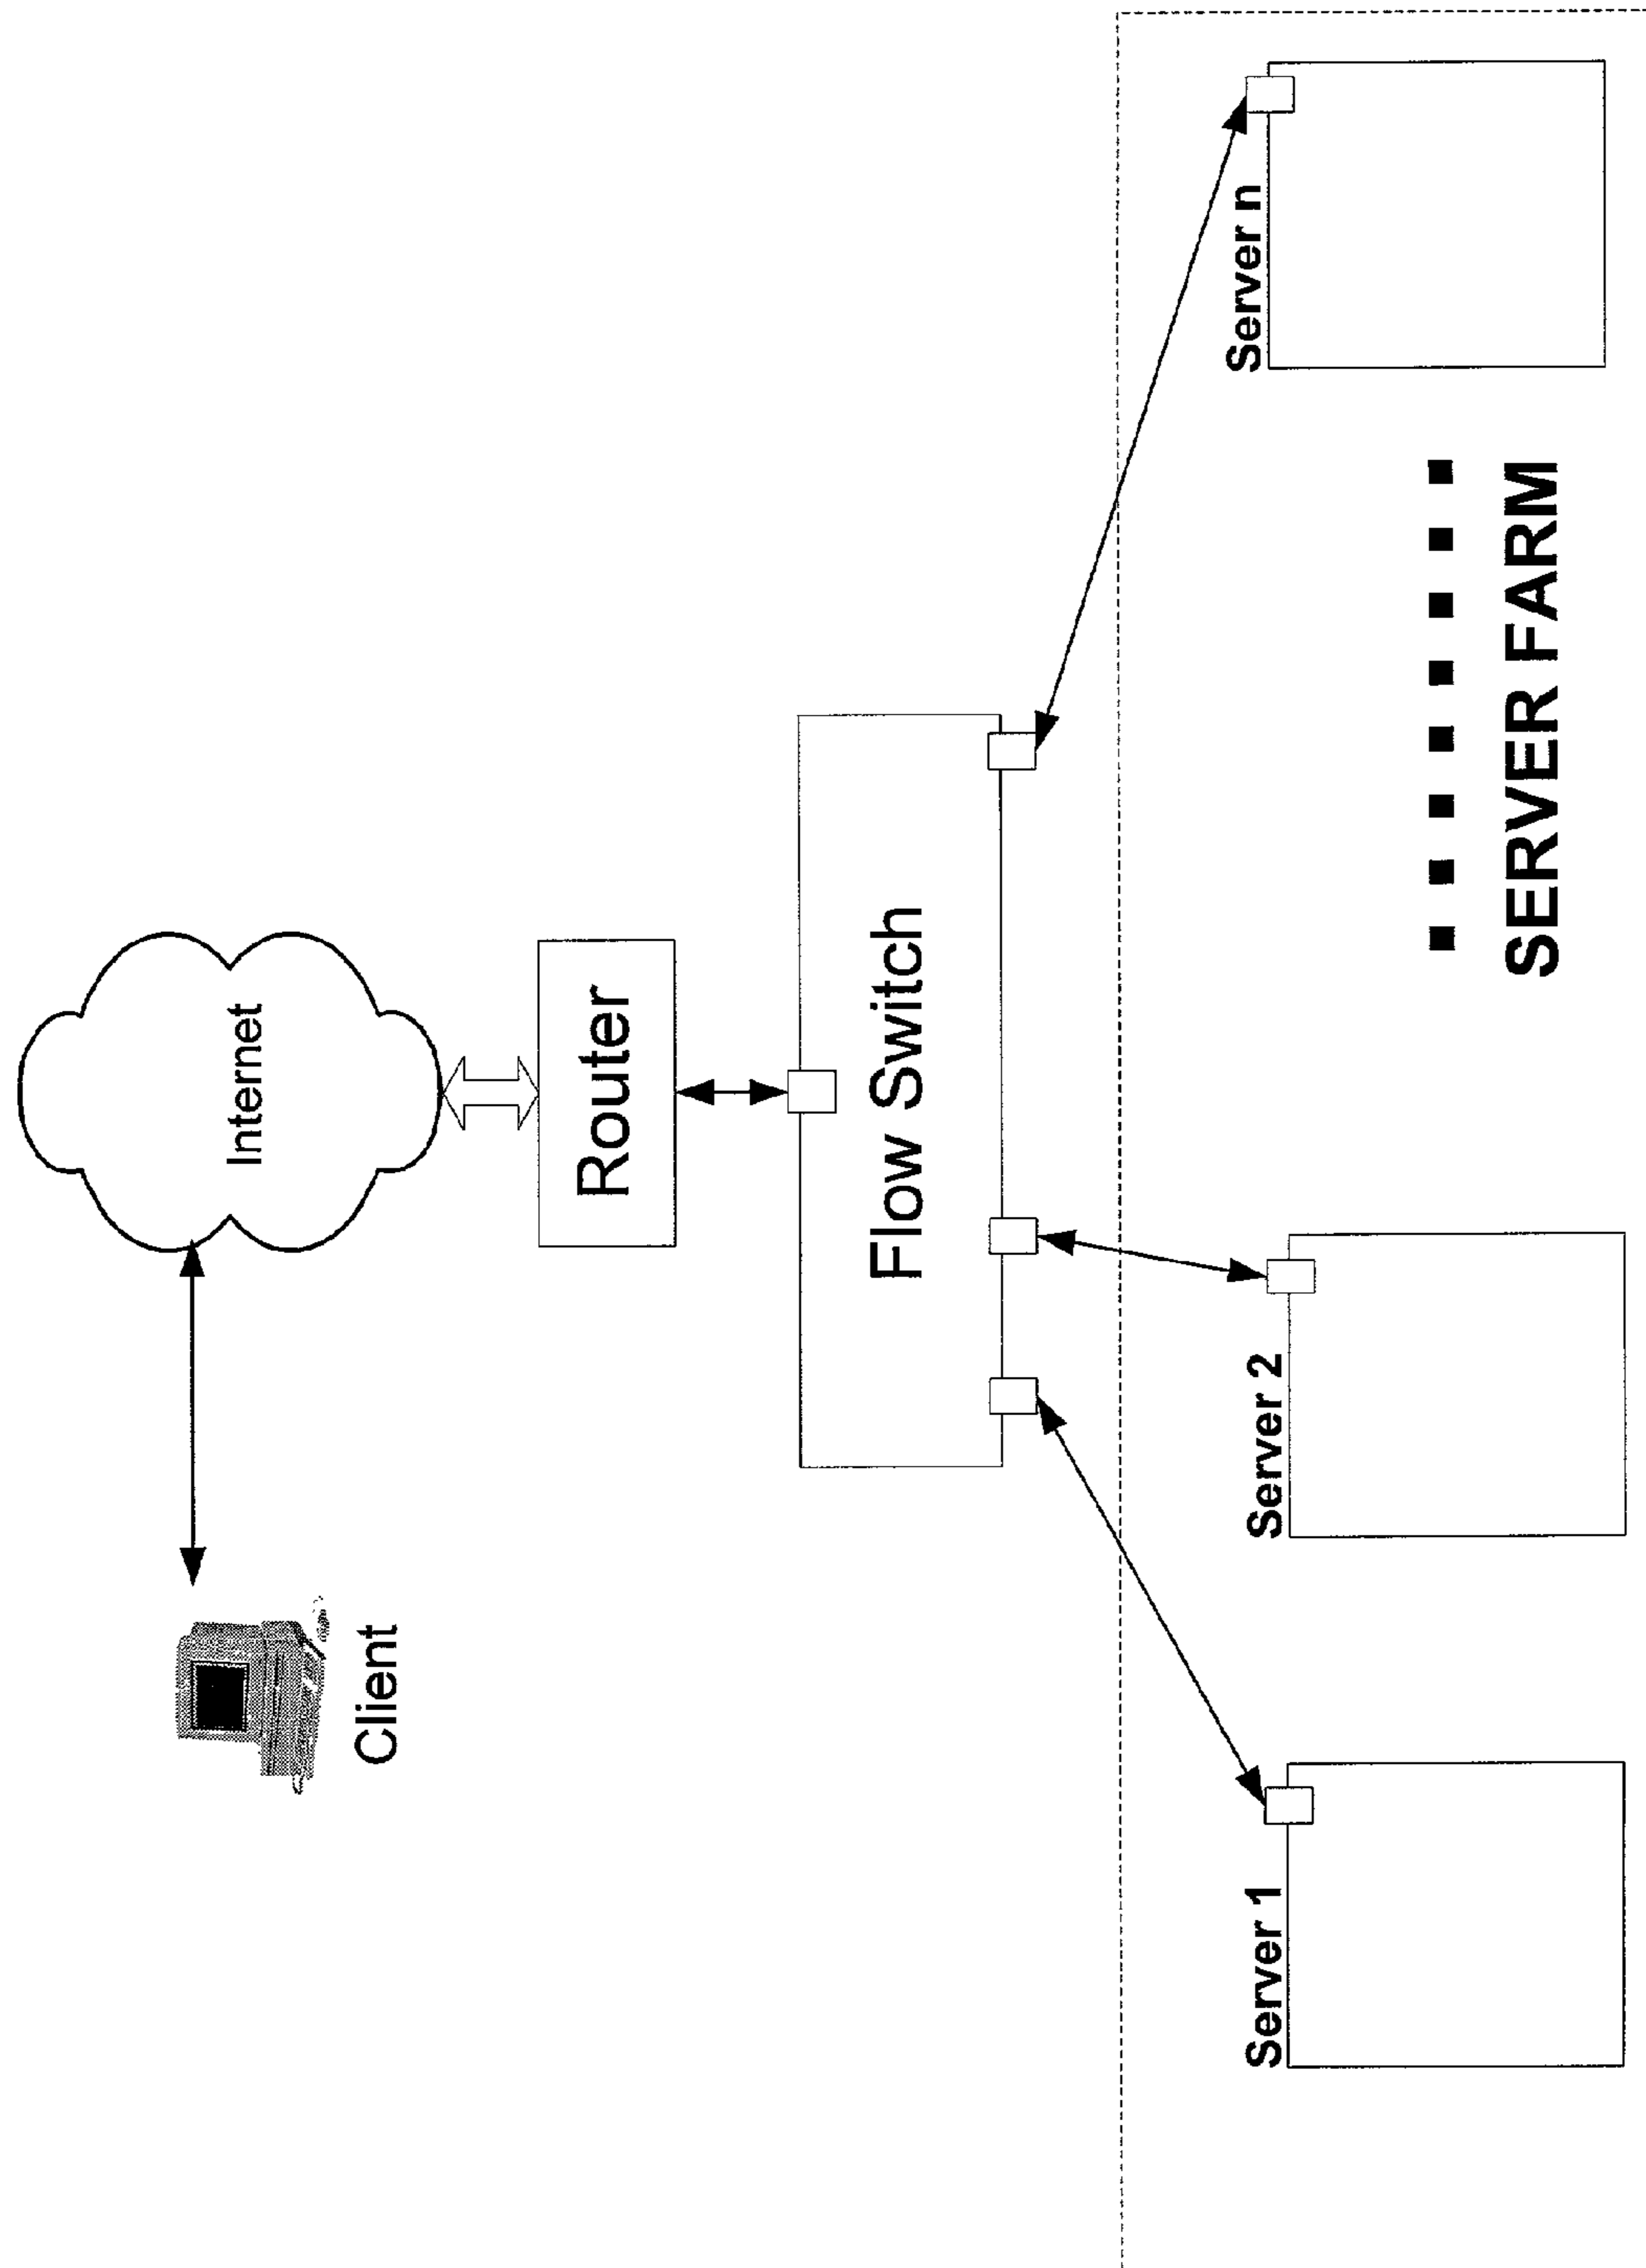 Client
Internet
Router
Flow Switch
Server 1
Server 2
Server n
SERVER FARM